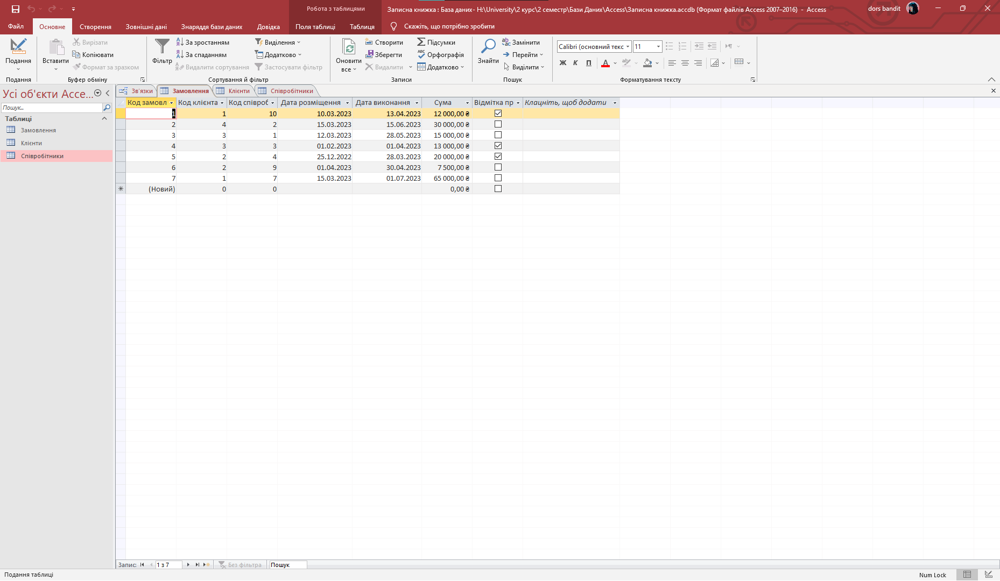 Робота з таблицями
Записна книжка : База даних- H:\University\2 курс\2 семестр\Бази Даних\Access\Записна книжка.accdb (Формат файлів Access 2007–2016) - Access
dors bandit
Файл Основне Створення Зовнішні дані Знаряддя бази даних Довідка Поля таблиці Таблиця Скажіть, що потрібно зробити
Подання
Подання
Вставити
Вирізати
Копіювати
Формат за зразком
Буфер обміну
Фільтр
За зростанням
За спаданням
Видалити сортування
Виділення
Додатково
Застосувати фільтр
Сортування й фільтр
Оновити
все
Створити
Зберегти
Видалити
Підсумки
Орфографія
Додатково
Записи
Знайти
Замінити
Перейти
Виділити
Пошук
Calibri (основний текс 11
Ж К П
Форматування тексту
Усі об'єкти Acce...
Пошук...
Таблиці
Замовлення
Клієнти
Співробітники
Зв'язки Замовлення Клієнти Співробітники
Код замовл Код клієнта Код співроб Дата розміщення Дата виконання Сума Відмітка пр Клацніть, щоб додати
1 1 10 10.03.2023 13.04.2023 12 000,00 ₴
2 4 2 15.03.2023 15.06.2023 30 000,00 ₴
3 3 1 12.03.2023 28.05.2023 15 000,00 ₴
4 3 3 01.02.2023 01.04.2023 13 000,00 ₴
5 2 4 25.12.2022 28.03.2023 20 000,00 ₴
6 2 9 01.04.2023 30.04.2023 7 500,00 ₴
7 1 7 15.03.2023 01.07.2023 65 000,00 ₴
(Новий) 0 0 0,00 ₴
Запис: 1 з 7 Без фільтра Пошук
Подання таблиці
Num Lock